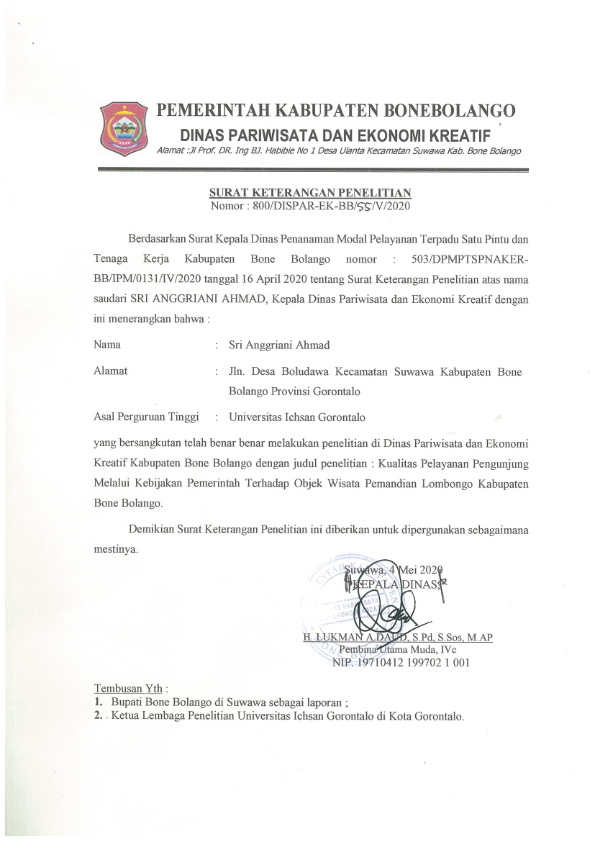 PEMERINTAH KABUPATEN BONEBOLANGO
DINAS PARIWISATA DAN EKONOMI KREATIF
Alamat :Jl Prof. DR. Ing BJ. Habibie No 1 Desa Ulanta Kecamatan Suwawa Kab. Bone Bolango
SURAT KETERANGAN PENELITIAN
Nomor : 800/DISPAR-EK-BB/55/V/2020
Berdasarkan Surat Kepala Dinas Penanaman Modal Pelayanan Terpadu Satu Pintu dan
Tenaga Kerja Kabupaten Bone Bolango nomor : 503/DPMPTSPNAKER-
BB/IPM/0131/IV/2020 tanggal 16 April 2020 tentang Surat Keterangan Penelitian atas nama
saudari SRI ANGGRIANI AHMAD, Kepala Dinas Pariwisata dan Ekonomi Kreatif dengan
ini menerangkan bahwa :
Nama : Sri Anggriani Ahmad
Alamat : Jln. Desa Boludawa Kecamatan Suwawa Kabupaten Bone
Bolango Provinsi Gorontalo
Asal Perguruan Tinggi : Universitas Ichsan Gorontalo
yang bersangkutan telah benar benar melakukan penelitian di Dinas Pariwisata dan Ekonomi
Kreatif Kabupaten Bone Bolango dengan judul penelitian : Kualitas Pelayanan Pengunjung
Melalui Kebijakan Pemerintah Terhadap Objek Wisata Pemandian Lombongo Kabupaten
Bone Bolango.
Demikian Surat Keterangan Penelitian ini diberikan untuk dipergunakan sebagaimana
mestinya.
Suwawa, 4 Mei 2020
KEPALA DINAS
H. LUKMAN A.DAUD, S.Pd, S.Sos, M AP
Pembina Utama Muda, IVc
NIP. 19710412 199702 1 001
Tembusan Yth :
1. Bupati Bone Bolango di Suwawa sebagai laporan ;
2. Ketua Lembaga Penelitian Universitas Ichsan Gorontalo di Kota Gorontalo.